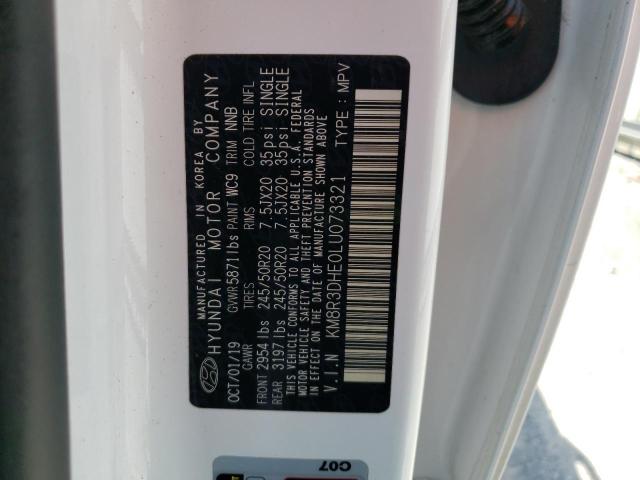 MANUFACTURED IN KOREA BY
HYUNDAI MOTOR COMPANY
OCT/01/19 GVWR 5871lbs PAINT WC9 TRIM NNB
GAWR TIRES RIMS COLD TIRE INFL
FRONT 2954 lbs 245/50R20 7.5JX20 35psi SINGLE
REAR 3197 lbs 245/50R20 7.5JX20 35psi SINGLE
THIS VEHICLE CONFORMS TO ALL APPLICABLE U.S.A. FEDERAL
MOTOR VEHICLE SAFETY AND THEFT PREVENTION STANDARDS
IN EFFECT ON THE DATE OF MANUFACTURE SHOWN ABOVE
V.I.N KM8R3DHE0LU073321 TYPE : MPV
C07